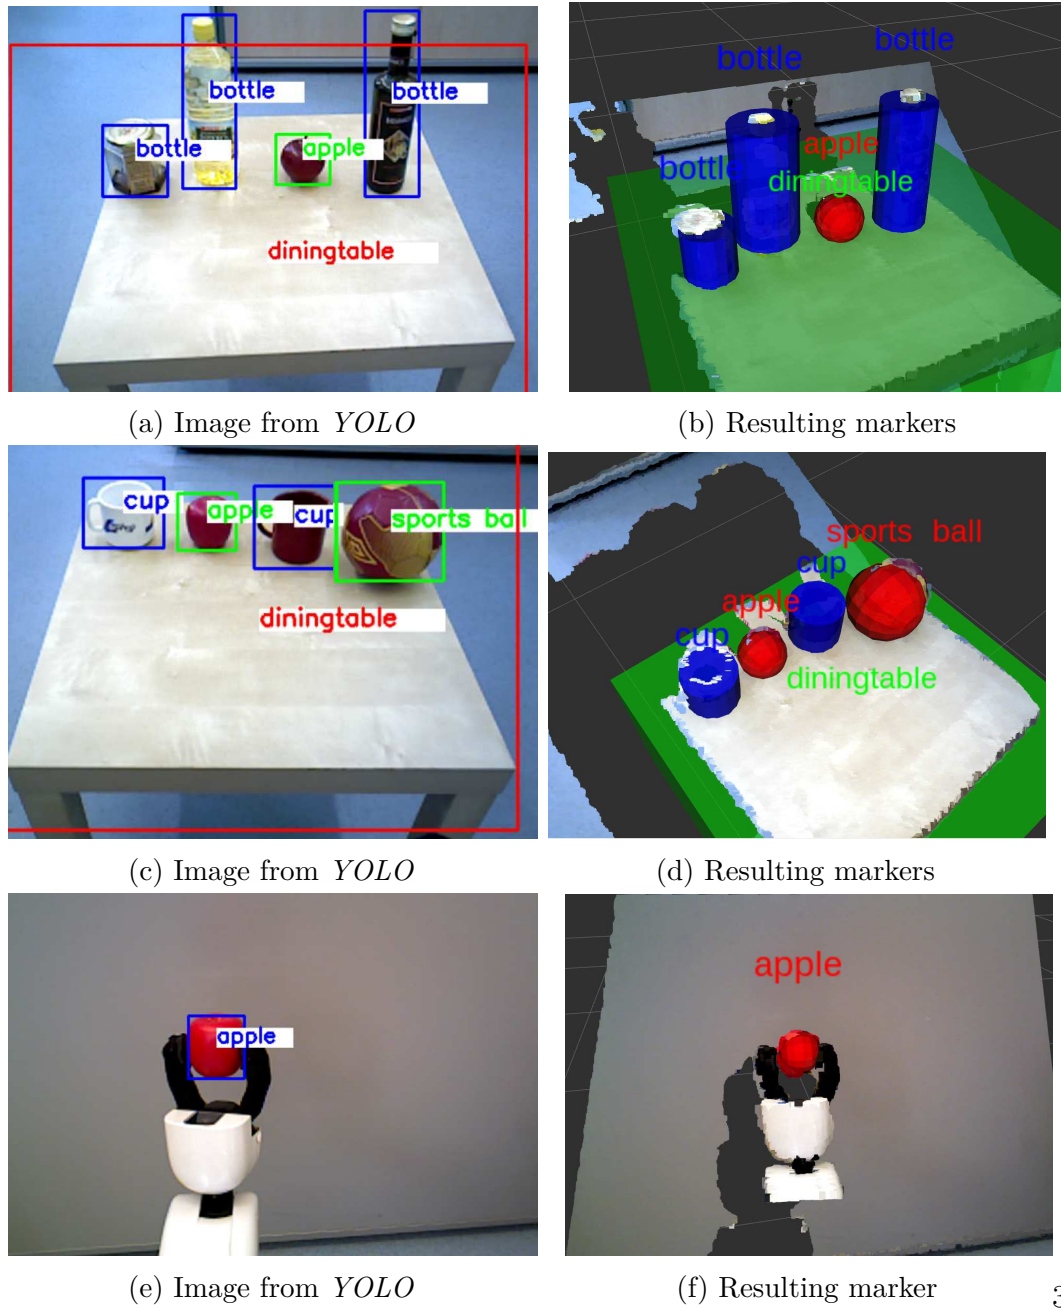 bottle
bottle
bottle
apple
diningtable
bottle
bottle
apple
bottle
diningtable
(a) Image from YOLO
(b) Resulting markers
cup
apple
cup
sports ball
diningtable
sports ball
cup
apple
cup
diningtable
(c) Image from YOLO
(d) Resulting markers
apple
apple
(e) Image from YOLO
(f) Resulting marker